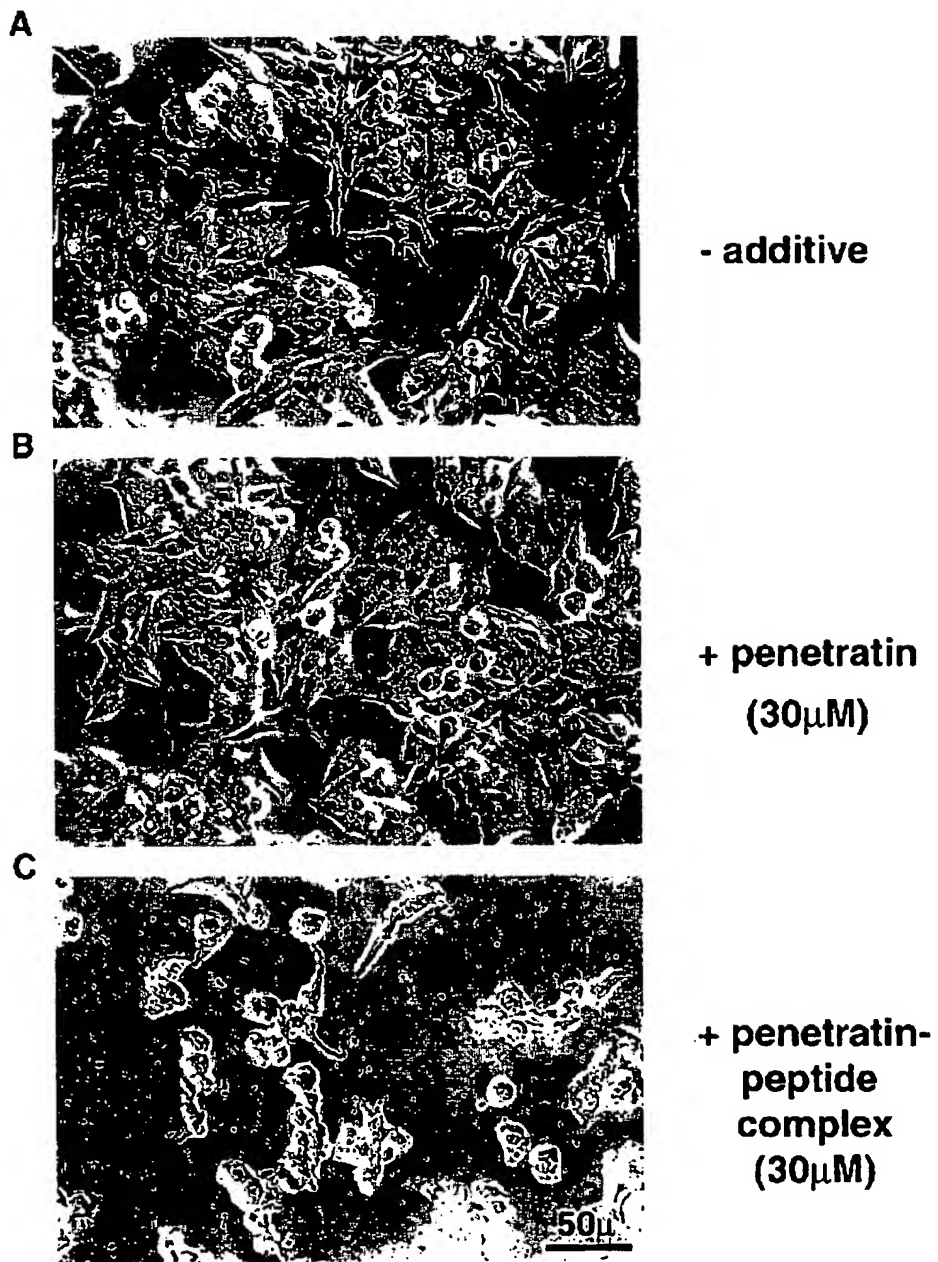 A
- additive
B
+ penetratin
(30μM)
C
+ penetratin-
peptide
complex
(30μM)
50μ